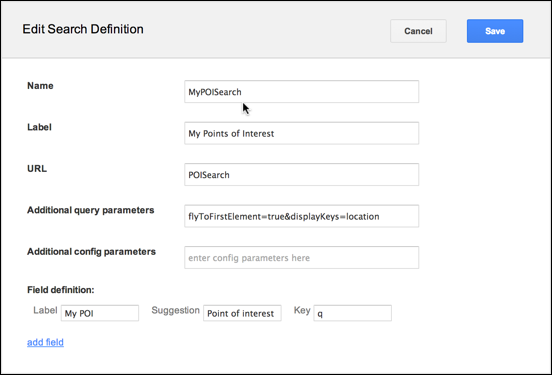 Edit Search Definition Cancel Save
Name MyPOISearch
Label My Points of Interest
URL POISearch
Additional query parameters flyToFirstElement=true&displayKeys=location
Additional config parameters enter config parameters here
Field definition:
Label My POI Suggestion Point of interest Key q
add field